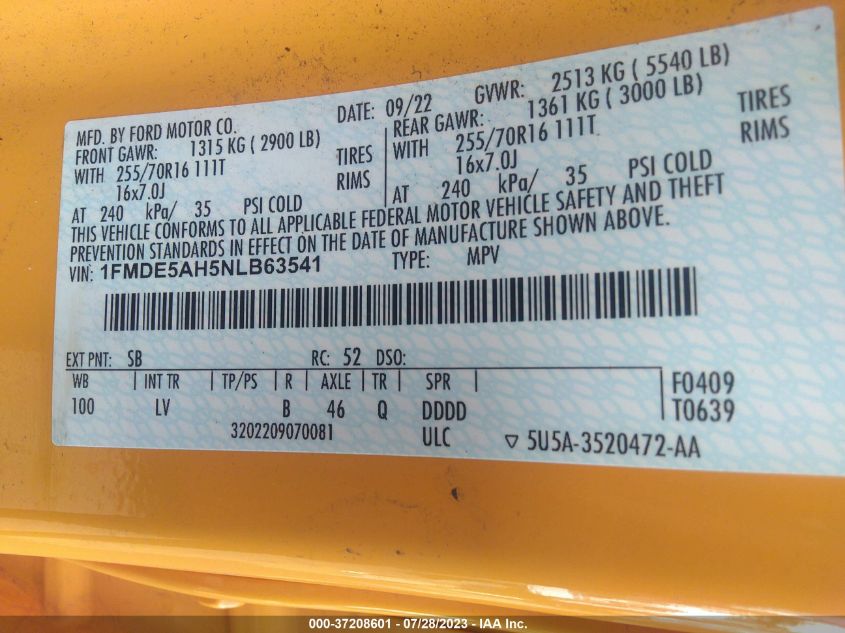 MFD. BY FORD MOTOR CO. DATE: 09/22 GVWR: 2513 KG ( 5540 LB)
FRONT GAWR: 1315 KG ( 2900 LB) REAR GAWR: 1361 KG ( 3000 LB)
WITH 255/70R16 111T TIRES WITH 255/70R16 111T TIRES
16x7.0J RIMS 16x7.0J RIMS
AT 240 kPa/ 35 PSI COLD AT 240 kPa/ 35 PSI COLD
THIS VEHICLE CONFORMS TO ALL APPLICABLE FEDERAL MOTOR VEHICLE SAFETY AND THEFT
PREVENTION STANDARDS IN EFFECT ON THE DATE OF MANUFACTURE SHOWN ABOVE.
VIN: 1FMDE5AH5NLB63541 TYPE: MPV
EXT PNT: SB RC: 52 DSO:
WB INT TR TP/PS R AXLE TR SPR F0409
100 LV B 46 Q DDDD T0639
3202209070081 ULC ▽ 5U5A-3520472-AA
000-37208601 / 07/28/2023 - IAA Inc.